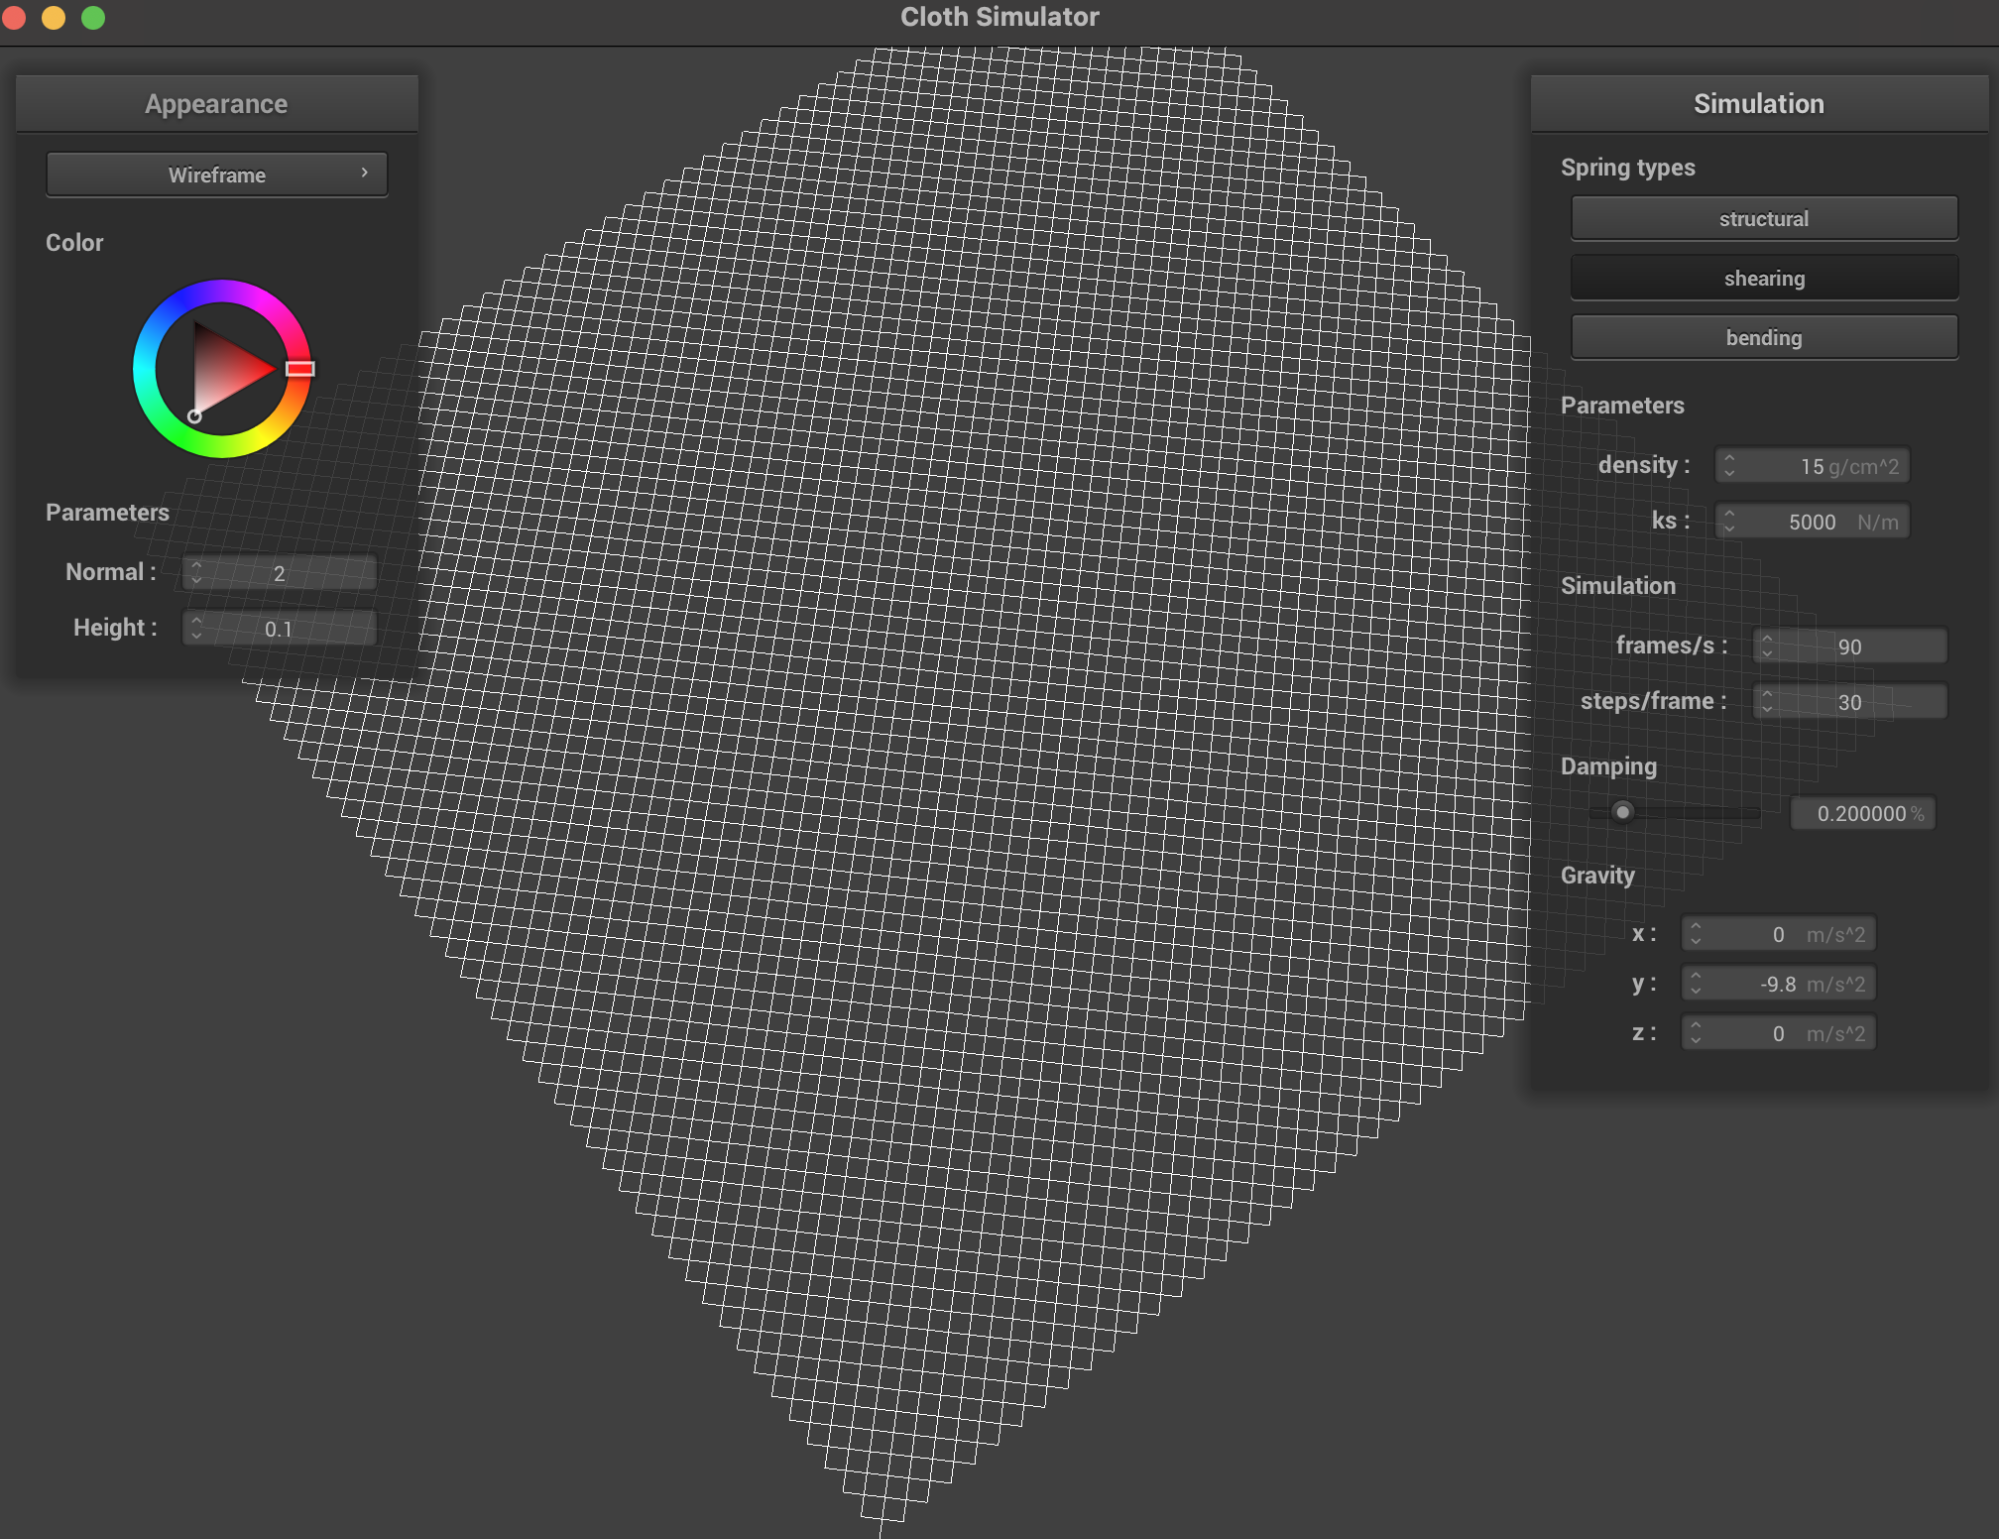 Cloth Simulator
Appearance
Wireframe
Color
Parameters
Normal : 2
Height : 0.1
Simulation
Spring types
structural
shearing
bending
Parameters
density : 15 g/cm^2
ks : 5000 N/m
Simulation
frames/s : 90
steps/frame : 30
Damping
0.200000 %
Gravity
x : 0 m/s^2
y : -9.8 m/s^2
z : 0 m/s^2